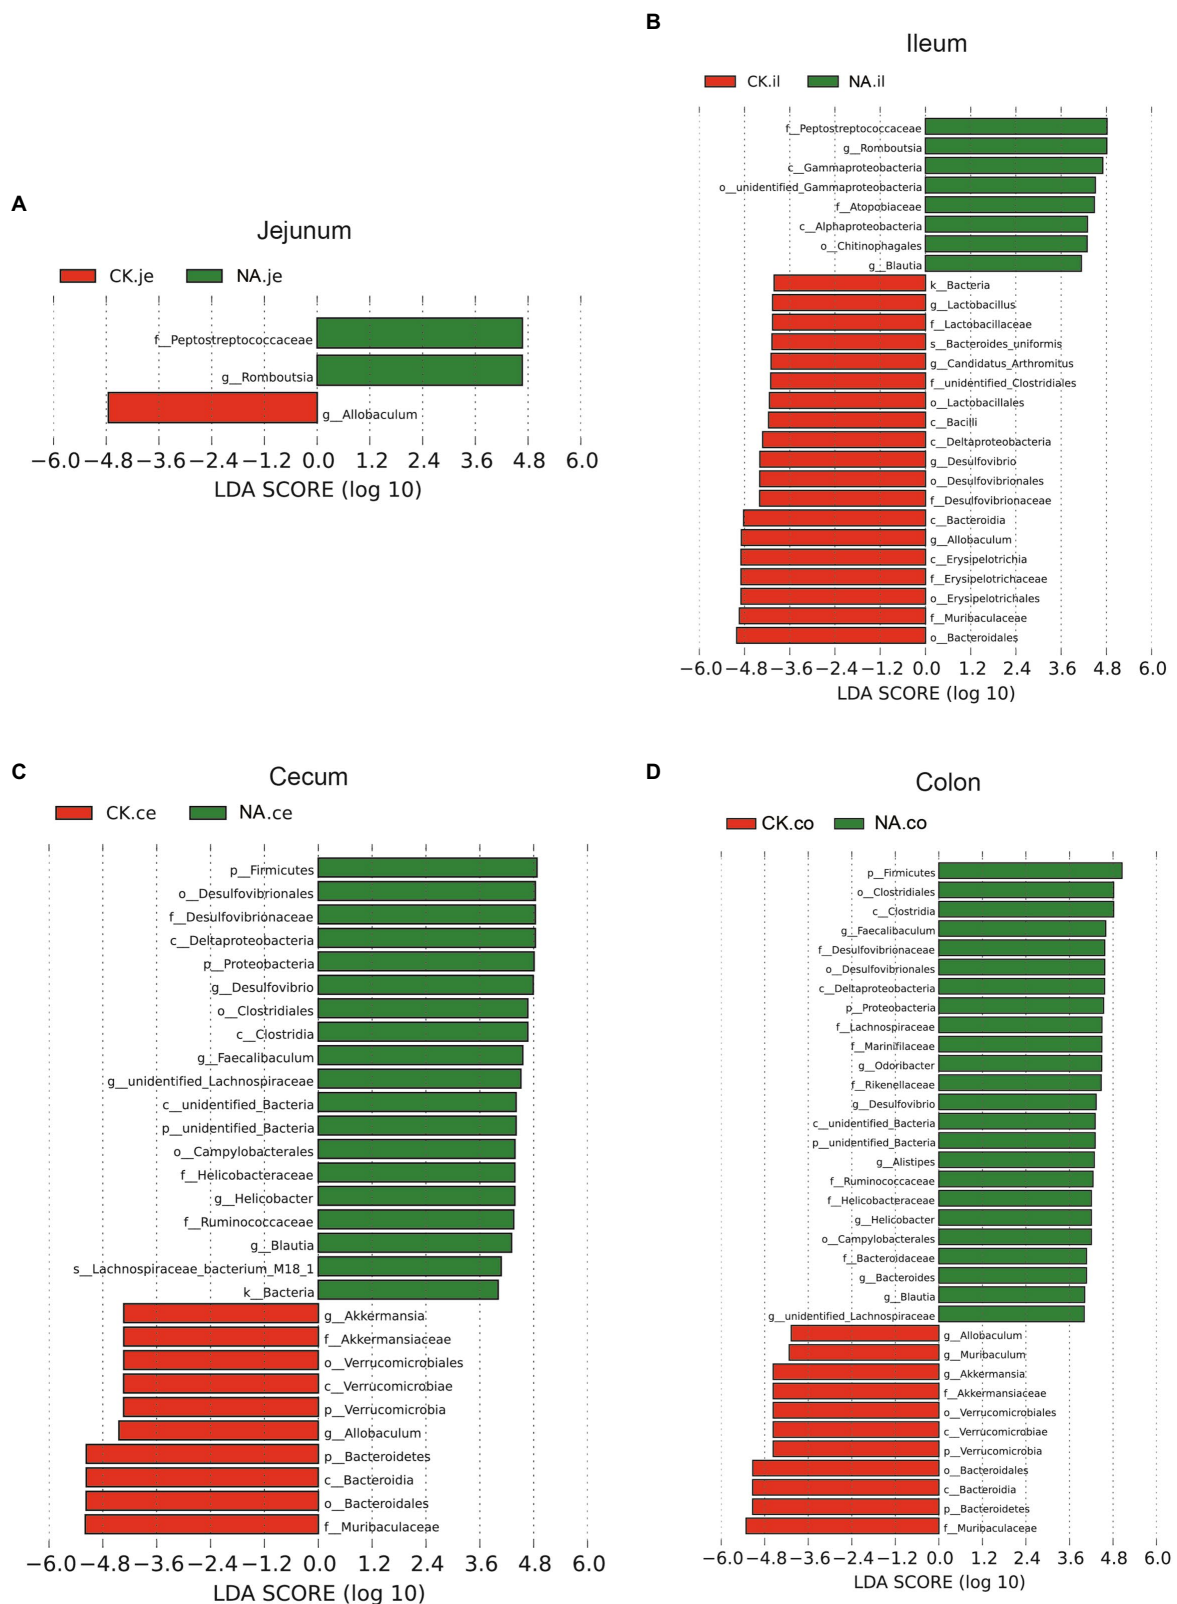 A
Jejunum
CK.je NA.je
f__Peptostreptococcaceae
g__Romboutsia
g__Allobaculum
−6.0 −4.8 −3.6 −2.4 −1.2 0.0 1.2 2.4 3.6 4.8 6.0
LDA SCORE (log 10)
B
Ileum
CK.il NA.il
f__Peptostreptococcaceae
g__Romboutsia
c__Gammaproteobacteria
o__unidentified_Gammaproteobacteria
f__Atopobiaceae
c__Alphaproteobacteria
o__Chitinophagales
g__Blautia
k__Bacteria
g__Lactobacillus
f__Lactobacillaceae
s__Bacteroides_uniformis
g__Candidatus_Arthromitus
f__unidentified_Clostridiales
o__Lactobacillales
c__Bacilli
c__Deltaproteobacteria
g__Desulfovibrio
o__Desulfovibrionales
f__Desulfovibrionaceae
c__Bacteroidia
g__Allobaculum
c__Erysipelotrichia
f__Erysipelotrichaceae
o__Erysipelotrichales
f__Muribaculaceae
o__Bacteroidales
−6.0 −4.8 −3.6 −2.4 −1.2 0.0 1.2 2.4 3.6 4.8 6.0
LDA SCORE (log 10)
C
Cecum
CK.ce NA.ce
p__Firmicutes
o__Desulfovibrionales
f__Desulfovibrionaceae
c__Deltaproteobacteria
p__Proteobacteria
g__Desulfovibrio
o__Clostridiales
c__Clostridia
g__Faecalibaculum
g__unidentified_Lachnospiraceae
c__unidentified_Bacteria
p__unidentified_Bacteria
o__Campylobacterales
f__Helicobacteraceae
g__Helicobacter
f__Ruminococcaceae
g__Blautia
s__Lachnospiraceae_bacterium_M18_1
k__Bacteria
g__Akkermansia
f__Akkermansiaceae
o__Verrucomicrobiales
c__Verrucomicrobiae
p__Verrucomicrobia
g__Allobaculum
p__Bacteroidetes
c__Bacteroidia
o__Bacteroidales
f__Muribaculaceae
−6.0 −4.8 −3.6 −2.4 −1.2 0.0 1.2 2.4 3.6 4.8 6.0
LDA SCORE (log 10)
D
Colon
CK.co NA.co
p__Firmicutes
o__Clostridiales
c__Clostridia
g__Faecalibaculum
f__Desulfovibrionaceae
o__Desulfovibrionales
c__Deltaproteobacteria
p__Proteobacteria
f__Lachnospiraceae
f__Marinifilaceae
g__Odoribacter
f__Rikenellaceae
g__Desulfovibrio
c__unidentified_Bacteria
p__unidentified_Bacteria
g__Alistipes
f__Ruminococcaceae
f__Helicobacteraceae
g__Helicobacter
o__Campylobacterales
f__Bacteroidaceae
g__Bacteroides
g__Blautia
g__unidentified_Lachnospiraceae
g__Allobaculum
g__Muribaculum
g__Akkermansia
f__Akkermansiaceae
o__Verrucomicrobiales
c__Verrucomicrobiae
p__Verrucomicrobia
o__Bacteroidales
c__Bacteroidia
p__Bacteroidetes
f__Muribaculaceae
−6.0 −4.8 −3.6 −2.4 −1.2 0.0 1.2 2.4 3.6 4.8 6.0
LDA SCORE (log 10)